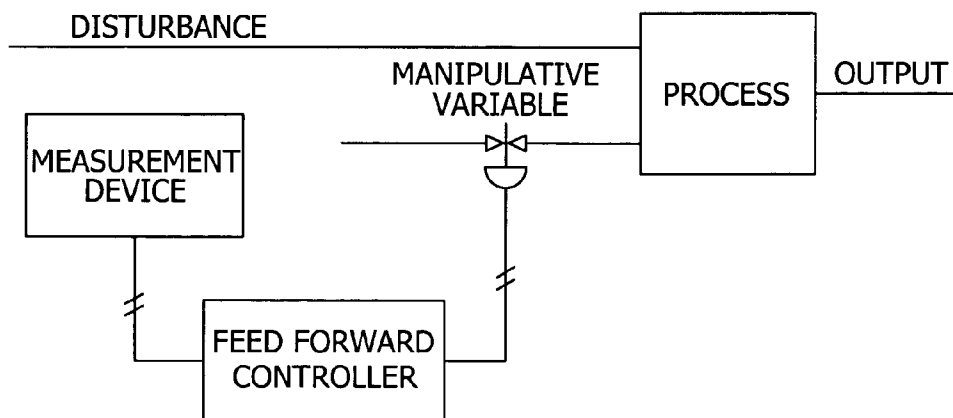 DISTURBANCE
MANIPULATIVE
VARIABLE
PROCESS
OUTPUT
MEASUREMENT
DEVICE
FEED FORWARD
CONTROLLER